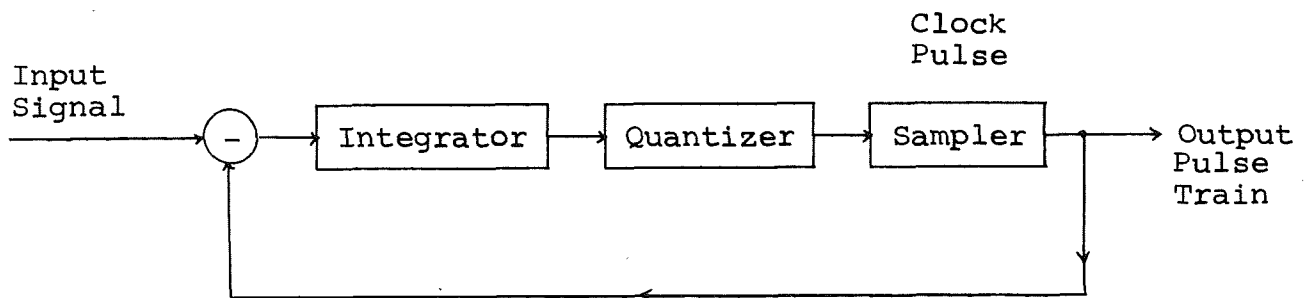 Clock
Pulse
Input
Signal
-
Integrator
Quantizer
Sampler
Output
Pulse
Train